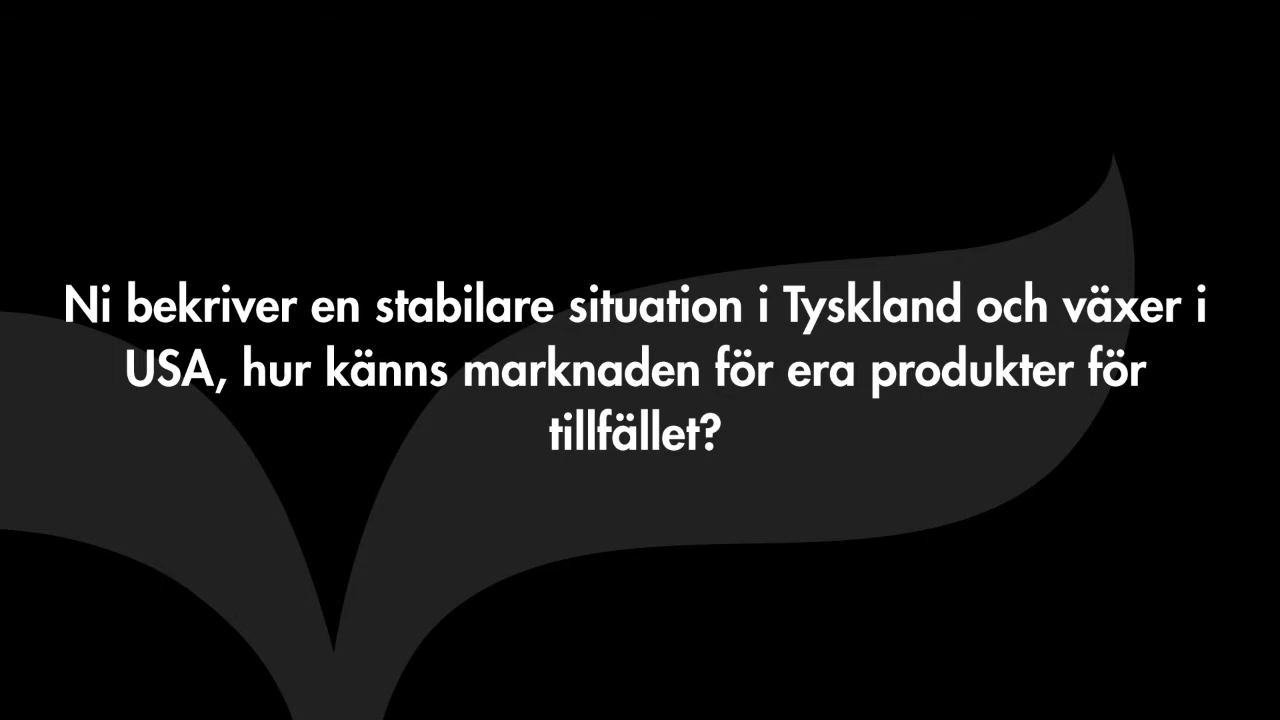 Ni bekriver en stabilare situation i Tyskland och växer i
USA, hur känns marknaden för era produkter för
tillfället?